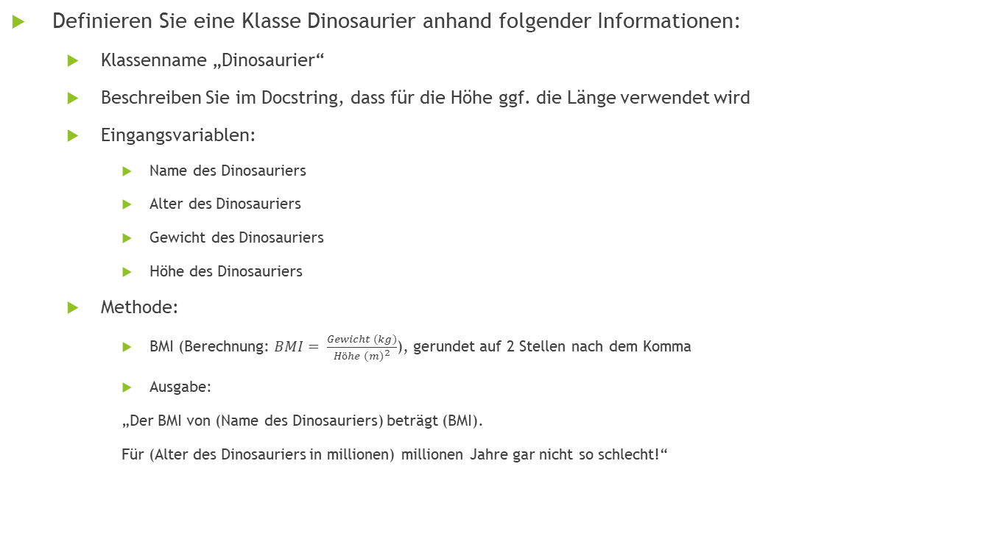 Definieren Sie eine Klasse Dinosaurier anhand folgender Informationen:
Klassenname „Dinosaurier“
Beschreiben Sie im Docstring, dass für die Höhe ggf. die Länge verwendet wird
Eingangsvariablen:
Name des Dinosauriers
Alter des Dinosauriers
Gewicht des Dinosauriers
Höhe des Dinosauriers
Methode:
BMI (Berechnung: BMI = Gewicht (kg) / Höhe (m)²), gerundet auf 2 Stellen nach dem Komma
Ausgabe:
„Der BMI von (Name des Dinosauriers) beträgt (BMI).
Für (Alter des Dinosauriers in millionen) millionen Jahre gar nicht so schlecht!“